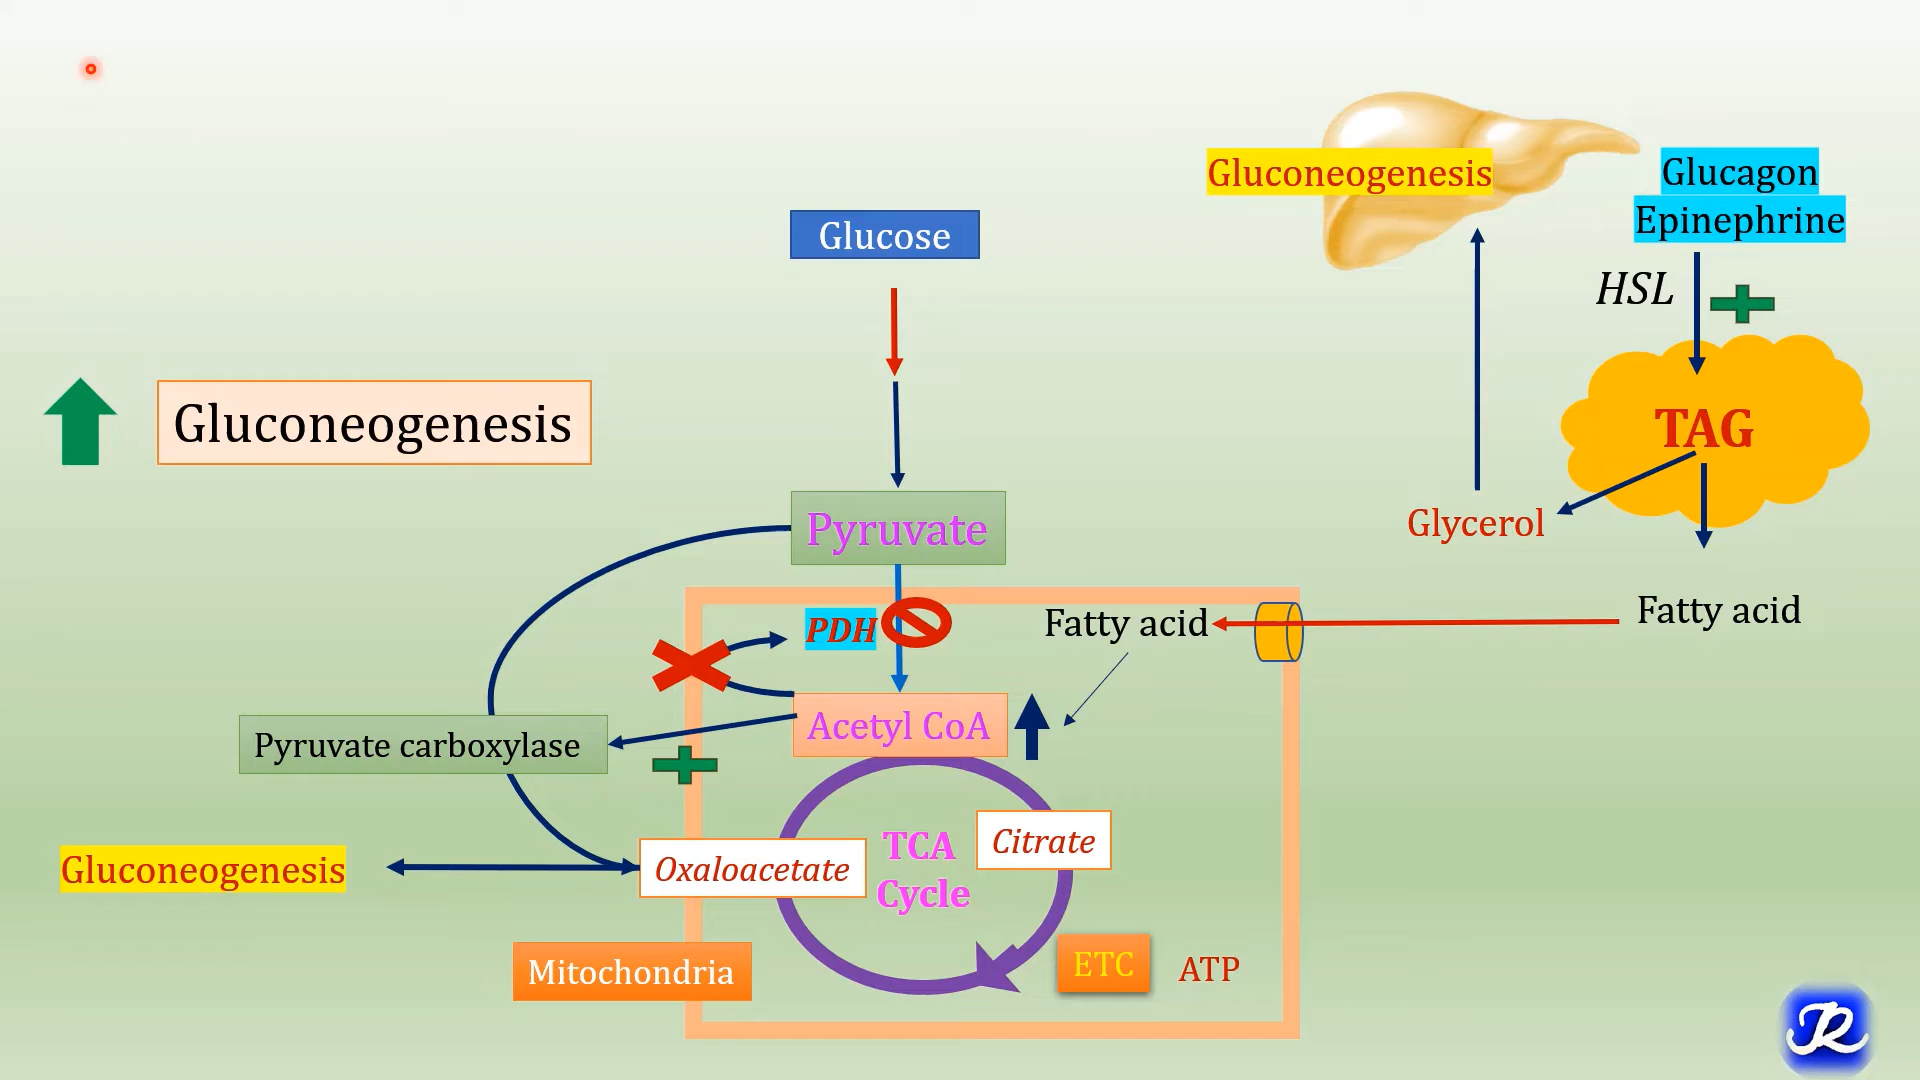 Gluconeogenesis
Glucagon
Epinephrine
Glucose
HSL
Gluconeogenesis
TAG
Pyruvate
Glycerol
PDH
Fatty acid
Fatty acid
Acetyl CoA
Pyruvate carboxylase
TCA
Cycle
Citrate
Oxaloacetate
Gluconeogenesis
Mitochondria
ETC
ATP
JR